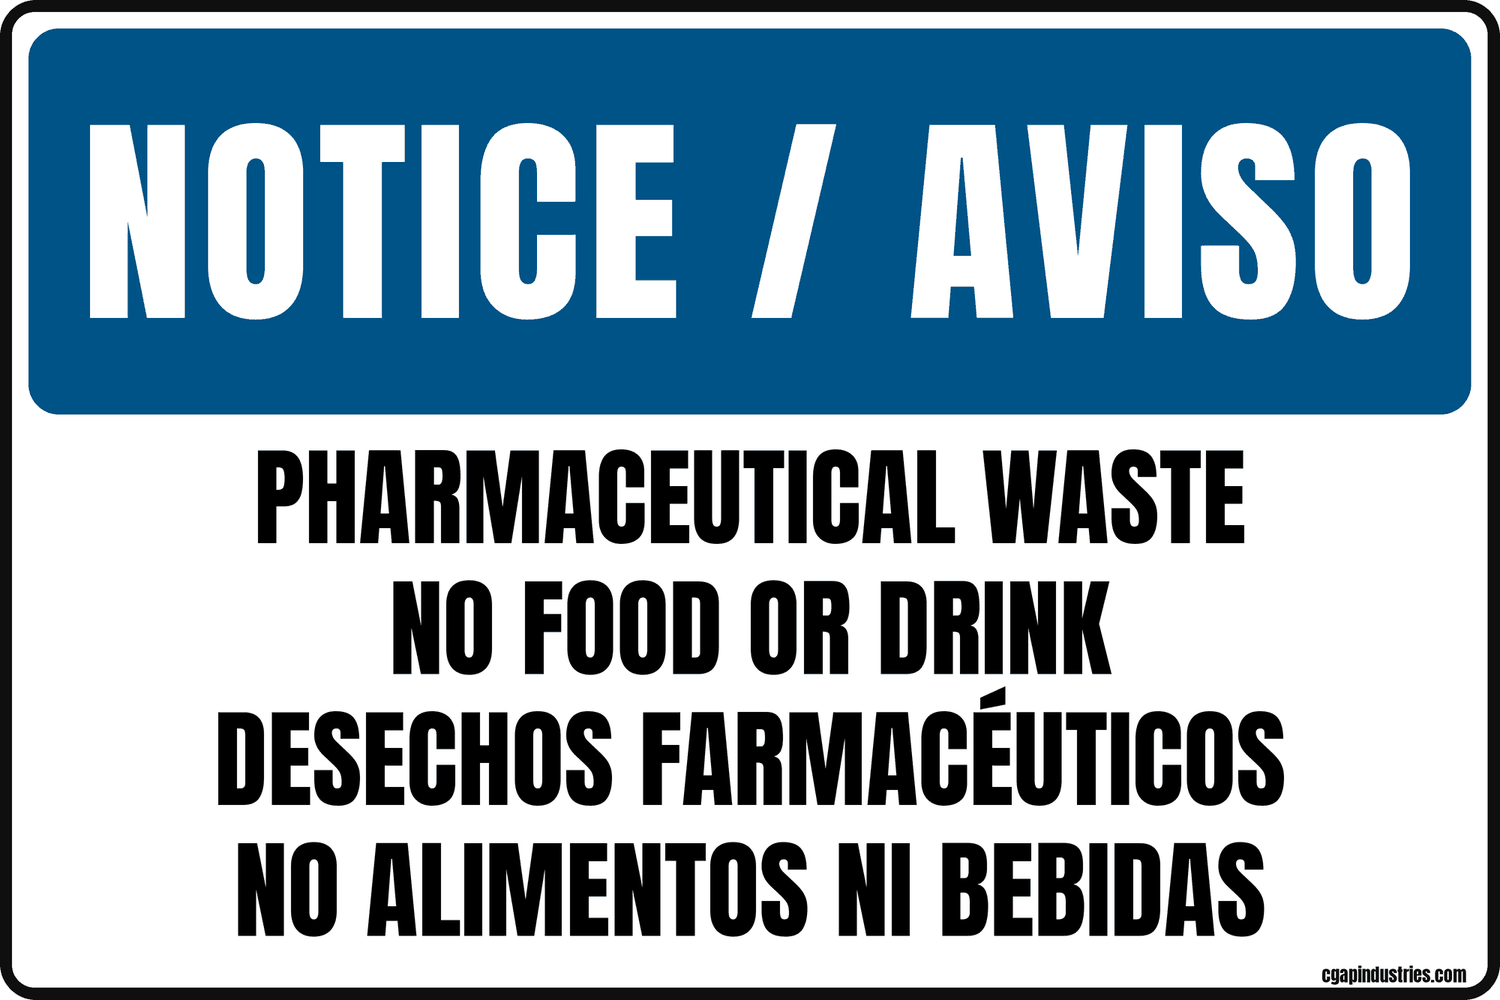 NOTICE / AVISO
PHARMACEUTICAL WASTE
NO FOOD OR DRINK
DESECHOS FARMACÉUTICOS
NO ALIMENTOS NI BEBIDAS
cgapindustries.com